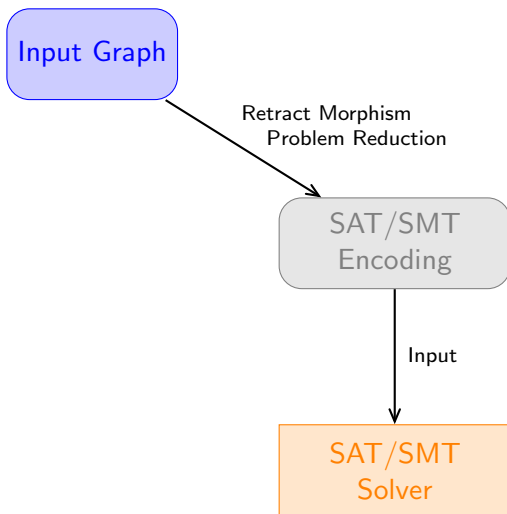 Input Graph
Retract Morphism
Problem Reduction
SAT/SMT
Encoding
Input
SAT/SMT
Solver